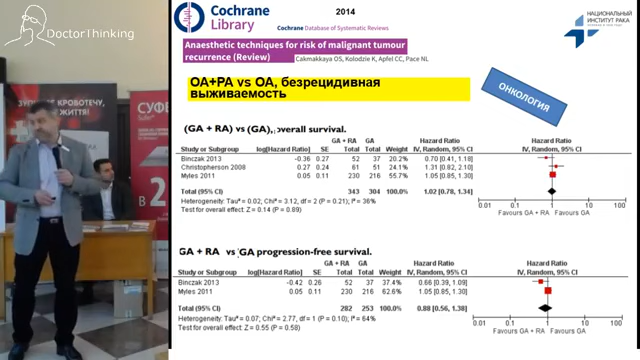 DoctorThinking
ЗУПИНЯЄ КРОВОТЕЧУ,
ЖИТТЯ!
СУФЕР
Cochrane
Library
2014
Cochrane Database of Systematic Reviews
НАЦІОНАЛЬНИЙ
ІНСТИТУТ РАКА
Anaesthetic techniques for risk of malignant tumour
recurrence (Review)
Cakmakkaya OS, Kolodzie K, Apfel CC, Pace NL
ОА+РА vs ОА, безрецидивная
выживаемость
ОНКОЛОГИЯ
(GA + RA) vs (GA), overall survival.
GA + RA GA Hazard Ratio Hazard Ratio
Study or Subgroup log[Hazard Ratio] SE Total Total Weight IV, Random, 95% CI IV, Random, 95% CI
Binczak 2013 -0.36 0.27 52 37 20.2% 0.70 [0.41, 1.18]
Christopherson 2008 0.27 0.24 61 51 24.1% 1.31 [0.82, 2.10]
Myles 2011 0.05 0.11 230 216 55.7% 1.05 [0.85, 1.30]
Total (95% CI) 343 304 100.0% 1.02 [0.78, 1.34]
Heterogeneity: Tau² = 0.02; Chi² = 3.12, df = 2 (P = 0.21); I² = 36%
Test for overall effect: Z = 0.14 (P = 0.89)
0.01 0.1 1 10 100
Favours GA + RA Favours GA
GA + RA vs GA progression-free survival.
GA + RA GA Hazard Ratio Hazard Ratio
Study or Subgroup log[Hazard Ratio] SE Total Total Weight IV, Random, 95% CI IV, Random, 95% CI
Binczak 2013 -0.42 0.26 52 37 37.4% 0.66 [0.39, 1.09]
Myles 2011 0.05 0.11 230 216 62.6% 1.05 [0.85, 1.30]
Total (95% CI) 282 253 100.0% 0.88 [0.56, 1.38]
Heterogeneity: Tau² = 0.07; Chi² = 2.77, df = 1 (P = 0.10); I² = 64%
Test for overall effect: Z = 0.55 (P = 0.58)
0.01 0.1 1 10 100
Favours GA + RA Favours GA